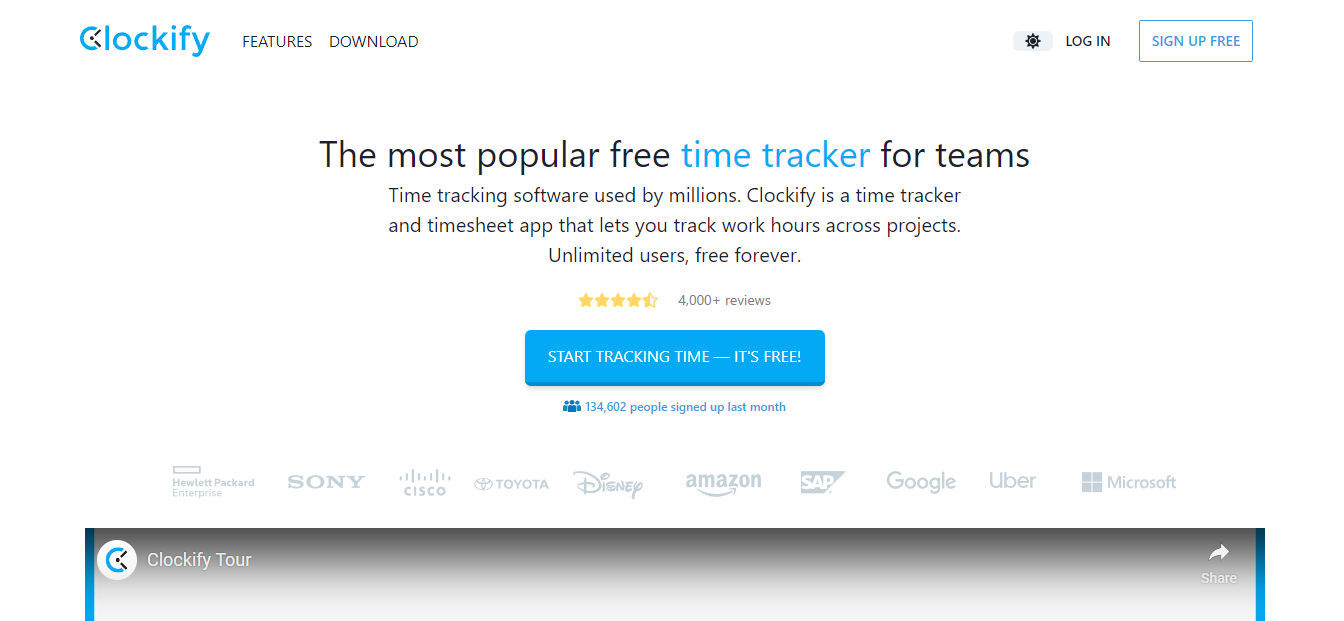 Clockify FEATURES DOWNLOAD LOG IN SIGN UP FREE
The most popular free time tracker for teams
Time tracking software used by millions. Clockify is a time tracker
and timesheet app that lets you track work hours across projects.
Unlimited users, free forever.
4,000+ reviews
START TRACKING TIME — IT'S FREE!
134,602 people signed up last month
Hewlett Packard
Enterprise
SONY
CISCO
TOYOTA
DISNEY
amazon
SAP
Google
Uber
Microsoft
Clockify Tour
Share